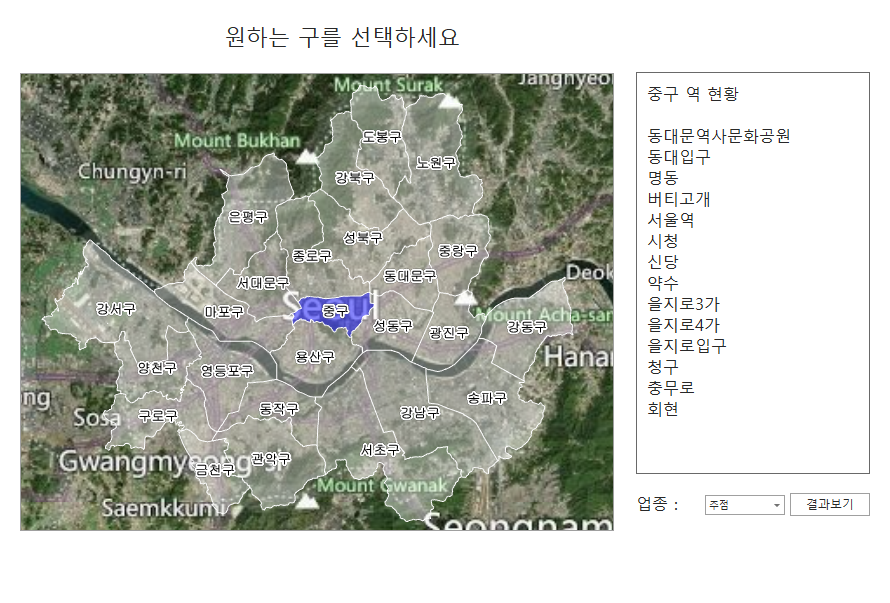 원하는 구를 선택하세요
Mount Surak
Jangnyeo
도봉구
Mount Bukhan
노원구
Chungyn-ri
강북구
은평구
성북구
중랑구
종로구
Deok
동대문구
서대문구
Seoul
강서구
마포구
중구
Mount Acha-san
성동구
광진구
강동구
용산구
Hanam
양천구
영등포구
ng
송파구
Sosa
구로구
동작구
강남구
서초구
Gwangmyeong-si
관악구
금천구
Mount Gwanak
Saemkkumi
Seongnam
중구 역 현황
동대문역사문화공원
동대입구
명동
버티고개
서울역
시청
신당
약수
을지로3가
을지로4가
을지로입구
청구
충무로
회현
업종 :
주점
결과보기